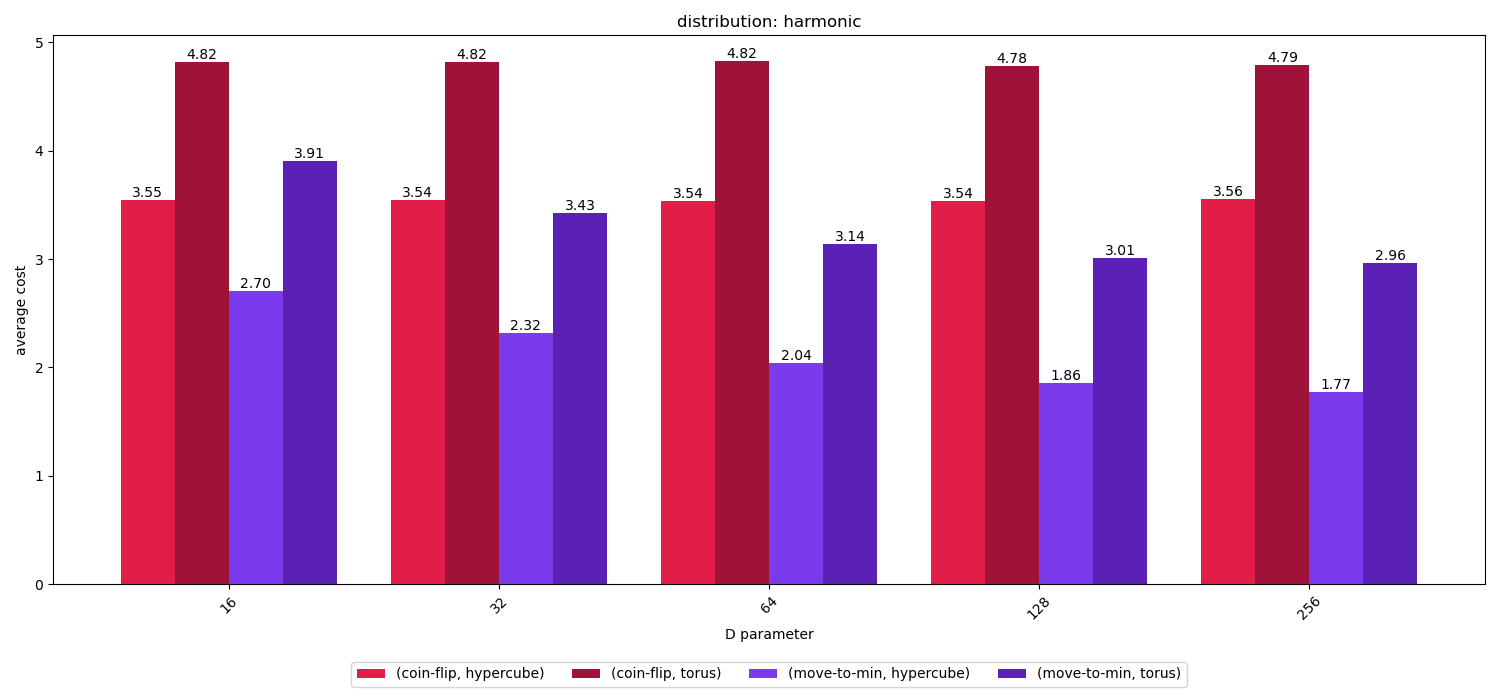 distribution: harmonic
average cost
5
4
3
2
1
0
3.55 4.82 2.70 3.91
3.54 4.82 2.32 3.43
3.54 4.82 2.04 3.14
3.54 4.78 1.86 3.01
3.56 4.79 1.77 2.96
16 32 64 128 256
D parameter
(coin-flip, hypercube) (coin-flip, torus) (move-to-min, hypercube) (move-to-min, torus)